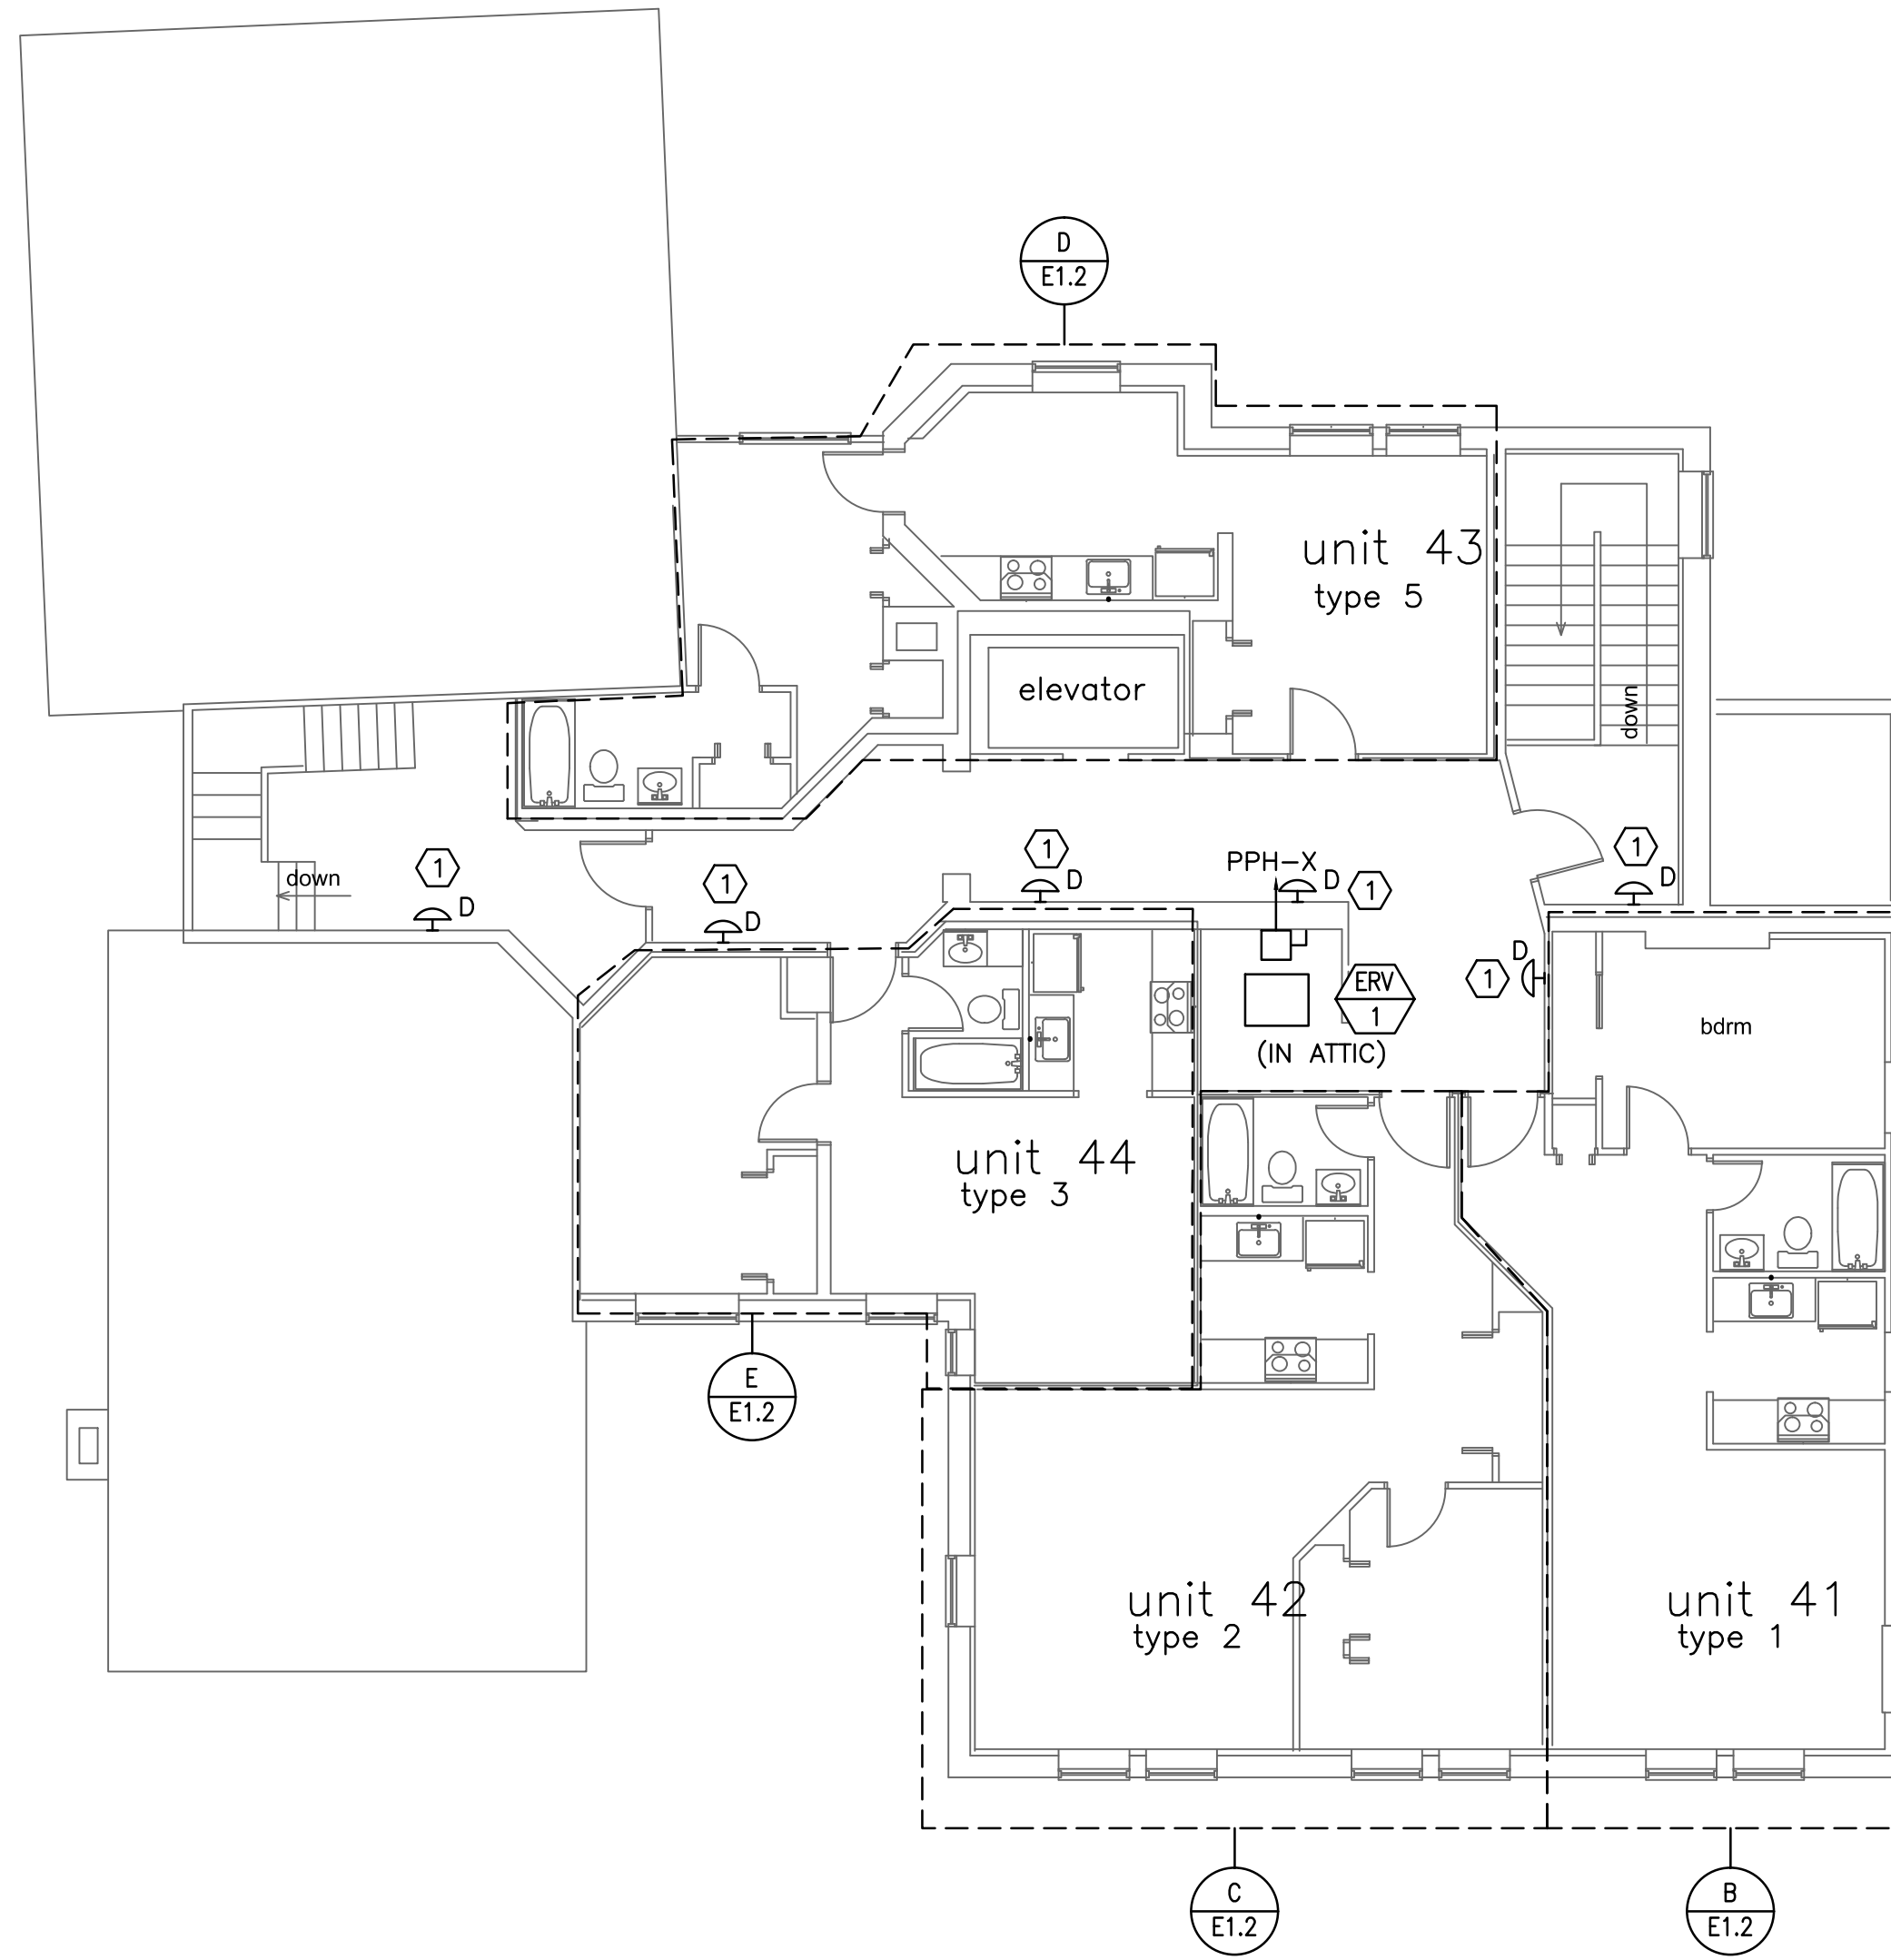 D
E1.2
unit 43
type 5
elevator
down
1
D
1
D
1
D
PPH-X
D
1
1
D
down
D
1
ERV
1
(IN ATTIC)
bdrm
unit 44
type 3
E
E1.2
unit 42
type 2
unit 41
type 1
C
E1.2
B
E1.2